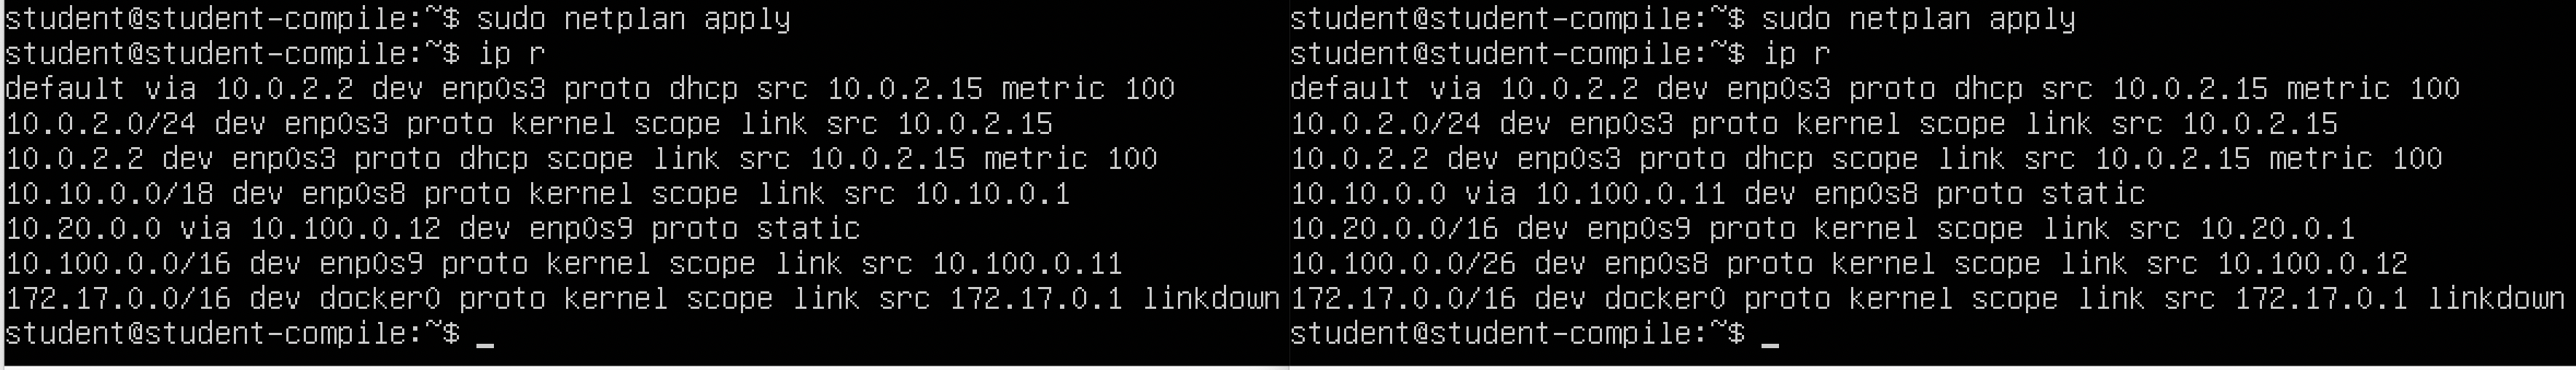 student@student-compile:~$ sudo netplan apply
student@student-compile:~$ ip r
default via 10.0.2.2 dev enp0s3 proto dhcp src 10.0.2.15 metric 100
10.0.2.0/24 dev enp0s3 proto kernel scope link src 10.0.2.15
10.0.2.2 dev enp0s3 proto dhcp scope link src 10.0.2.15 metric 100
10.10.0.0/18 dev enp0s8 proto kernel scope link src 10.10.0.1
10.20.0.0 via 10.100.0.12 dev enp0s9 proto static
10.100.0.0/16 dev enp0s9 proto kernel scope link src 10.100.0.11
172.17.0.0/16 dev docker0 proto kernel scope link src 172.17.0.1 linkdown
student@student-compile:~$ _
student@student-compile:~$ sudo netplan apply
student@student-compile:~$ ip r
default via 10.0.2.2 dev enp0s3 proto dhcp src 10.0.2.15 metric 100
10.0.2.0/24 dev enp0s3 proto kernel scope link src 10.0.2.15
10.0.2.2 dev enp0s3 proto dhcp scope link src 10.0.2.15 metric 100
10.10.0.0 via 10.100.0.11 dev enp0s8 proto static
10.20.0.0/16 dev enp0s9 proto kernel scope link src 10.20.0.1
10.100.0.0/26 dev enp0s8 proto kernel scope link src 10.100.0.12
172.17.0.0/16 dev docker0 proto kernel scope link src 172.17.0.1 linkdown
student@student-compile:~$ _